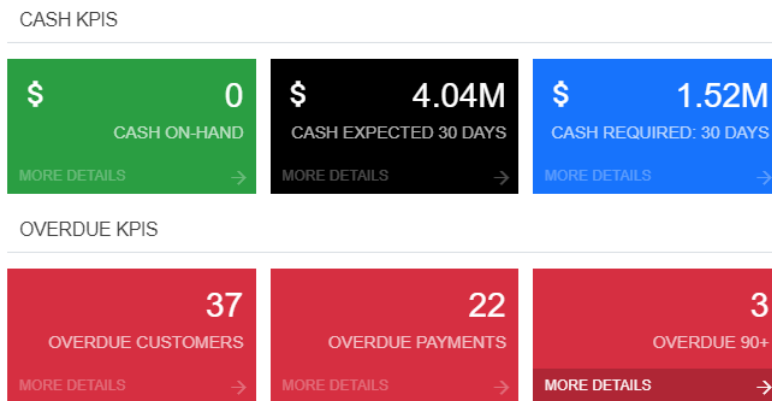 CASH KPIS
$ 0
CASH ON-HAND
MORE DETAILS →
$ 4.04M
CASH EXPECTED 30 DAYS
MORE DETAILS →
$ 1.52M
CASH REQUIRED: 30 DAYS
MORE DETAILS →
OVERDUE KPIS
37
OVERDUE CUSTOMERS
MORE DETAILS →
22
OVERDUE PAYMENTS
MORE DETAILS →
3
OVERDUE 90+
MORE DETAILS →